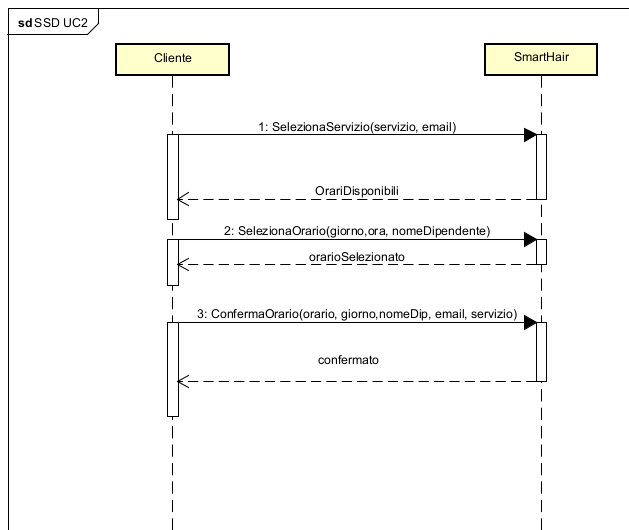 sd SSD UC2
Cliente
SmartHair
1: SelezionaServizio(servizio, email)
OrariDisponibili
2: SelezionaOrario(giorno,ora, nomeDipendente)
orarioSelezionato
3: ConfermaOrario(orario, giorno,nomeDip, email, servizio)
confermato